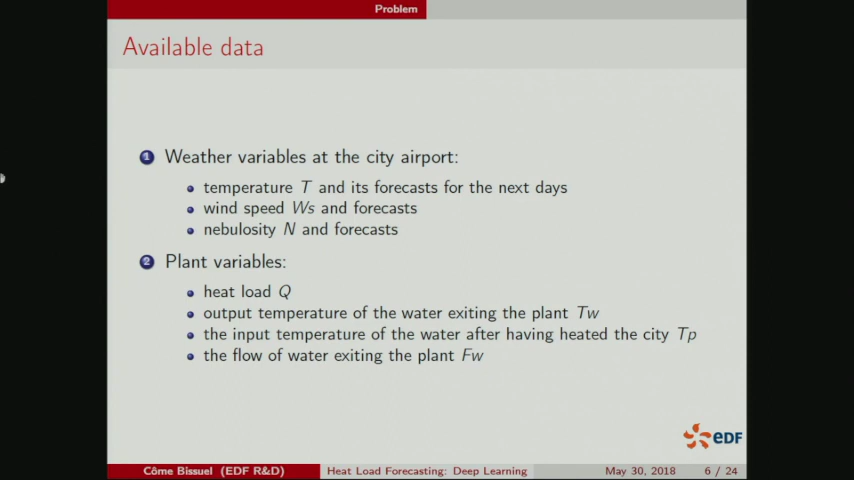 Problem
Available data
1 Weather variables at the city airport:
temperature T and its forecasts for the next days
wind speed Ws and forecasts
nebulosity N and forecasts
2 Plant variables:
heat load Q
output temperature of the water exiting the plant Tw
the input temperature of the water after having heated the city Tp
the flow of water exiting the plant Fw
EDF
Côme Bissuel (EDF R&D) Heat Load Forecasting: Deep Learning May 30, 2018 6 / 24